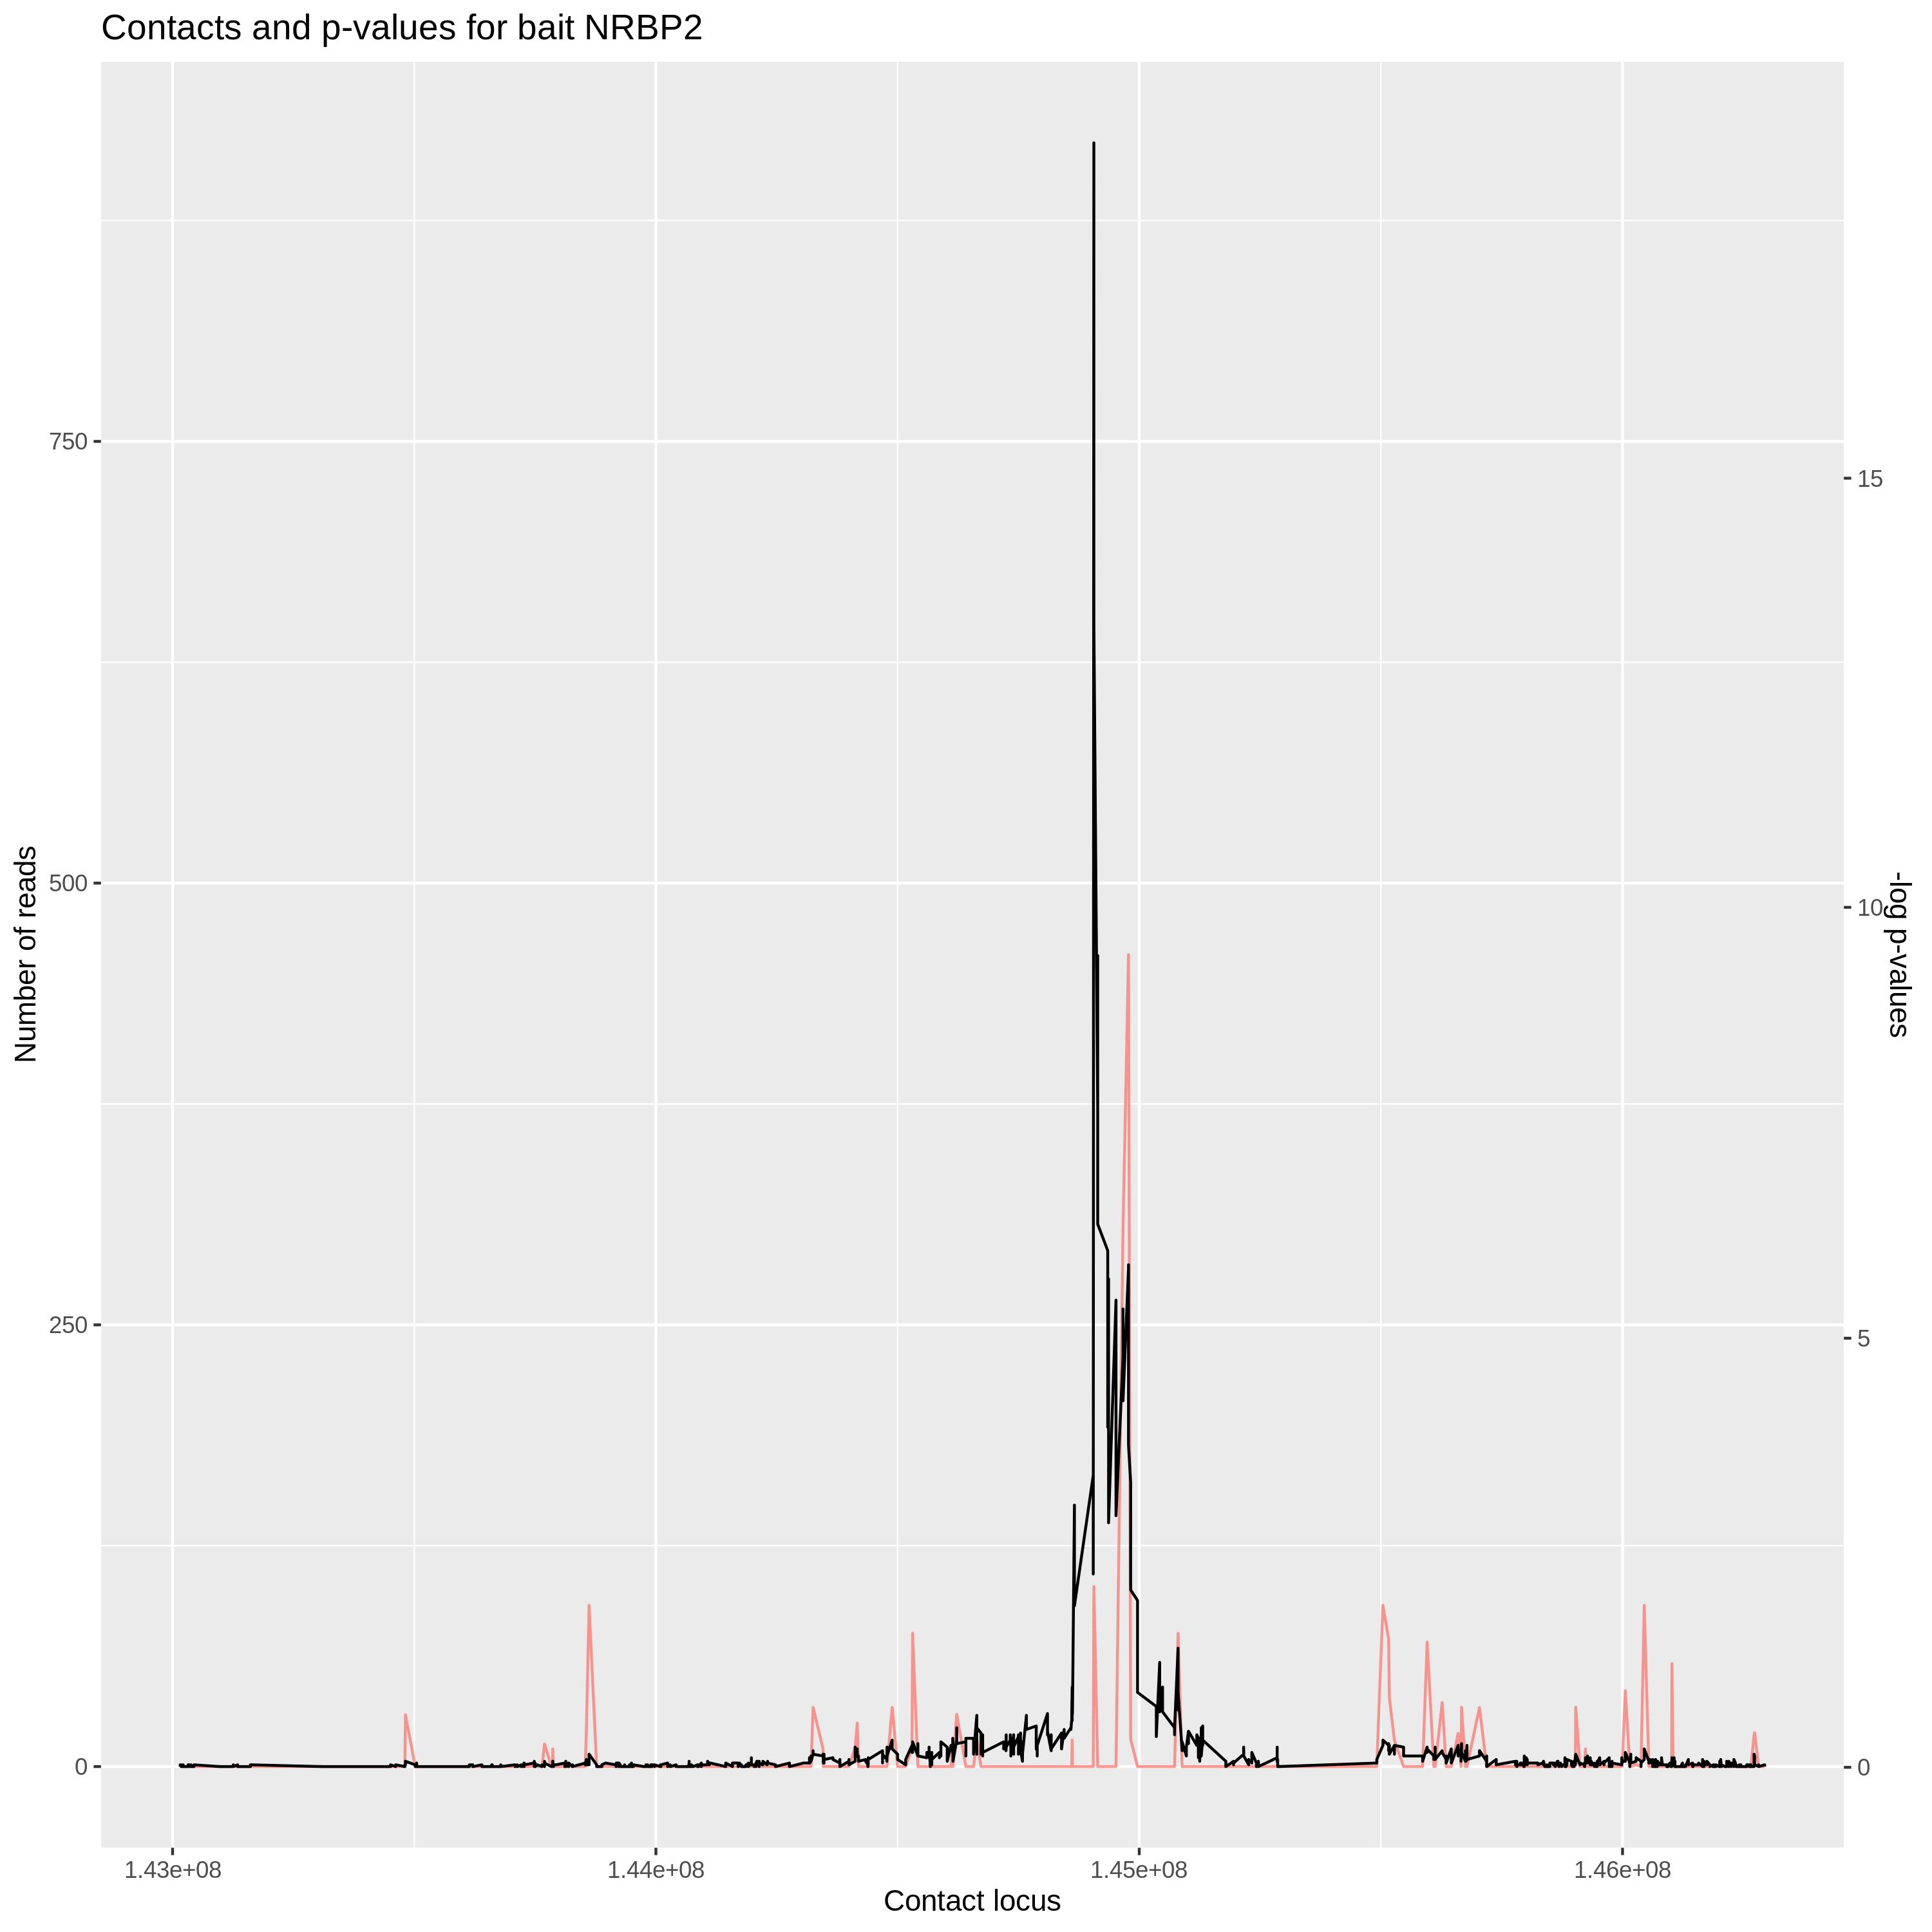 Contacts and p-values for bait NRBP2
Number of reads
750
500
250
0
15
10
5
0
-log p-values
1.43e+08 1.44e+08 1.45e+08 1.46e+08
Contact locus